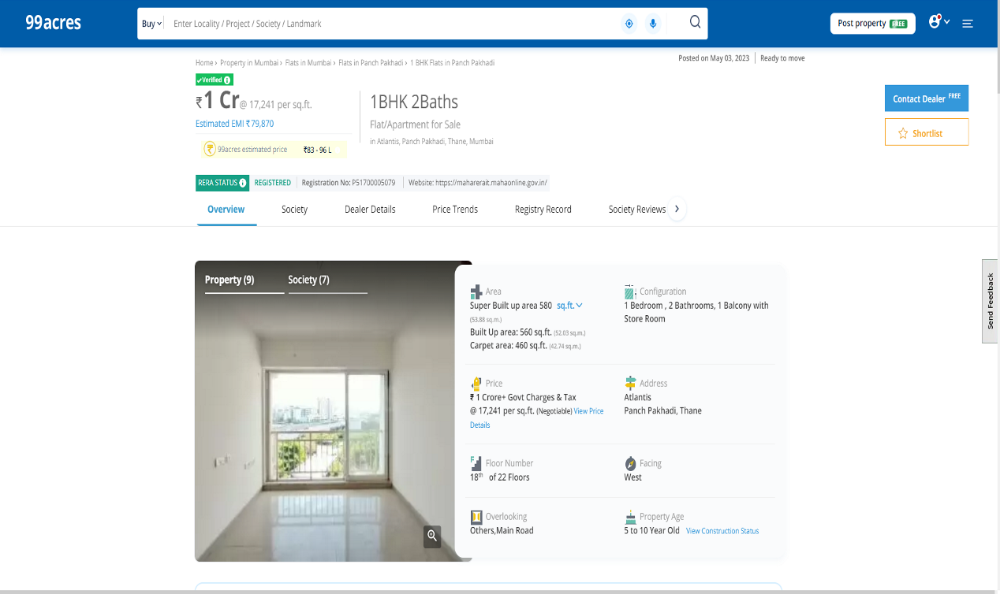 99acres
Buy
Enter Locality / Project / Society / Landmark
Post property FREE
Home › Property in Mumbai › Flats in Mumbai › Flats in Panch Pakhadi › 1 BHK Flats in Panch Pakhadi
Posted on May 03, 2023
Ready to move
Verified
₹ 1 Cr @ 17,241 per sq.ft.
Estimated EMI ₹ 79,870
99acres estimated price ₹83 - 96 L
1BHK 2Baths
Flat/Apartment for Sale
in Atlantis, Panch Pakhadi, Thane, Mumbai
Contact Dealer FREE
Shortlist
RERA STATUS REGISTERED Registration No: P51700005079 Website: https://maharerait.mahaonline.gov.in/
Overview Society Dealer Details Price Trends Registry Record Society Reviews
Property (9) Society (7)
Area
Super Built up area 580 sq.ft.
(53.88 sq.m.)
Built Up area: 560 sq.ft. (52.03 sq.m.)
Carpet area: 460 sq.ft. (42.74 sq.m.)
Configuration
1 Bedroom , 2 Bathrooms, 1 Balcony with
Store Room
Price
₹ 1 Crore+ Govt Charges & Tax
@ 17,241 per sq.ft. (Negotiable) View Price
Details
Address
Atlantis
Panch Pakhadi, Thane
Floor Number
18th of 22 Floors
Facing
West
Overlooking
Others,Main Road
Property Age
5 to 10 Year Old View Construction Status
Send Feedback